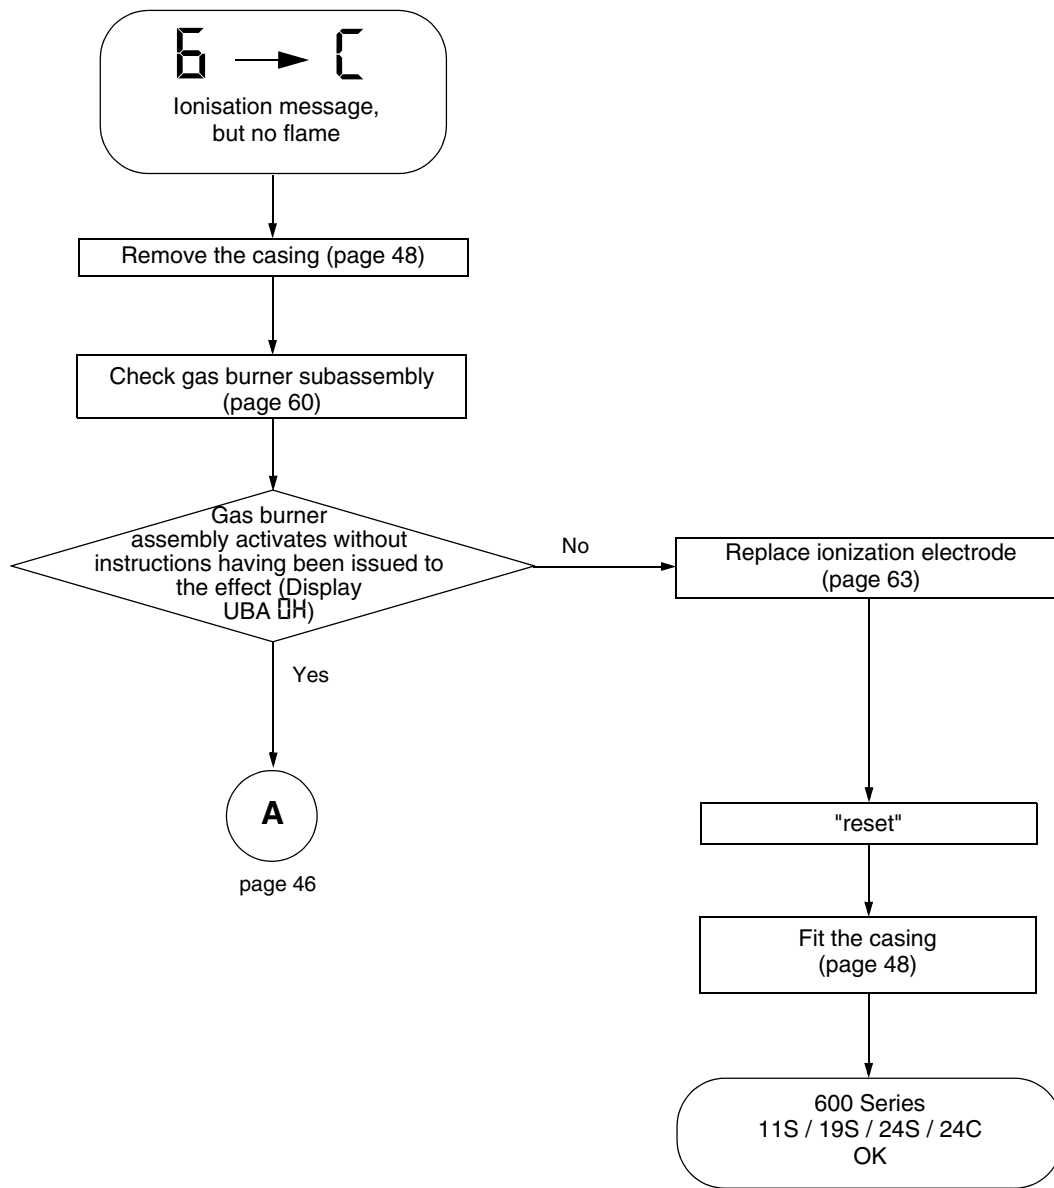 6 C
Ionisation message,
but no flame
Remove the casing (page 48)
Check gas burner subassembly
(page 60)
Gas burner
assembly activates without
instructions having been issued to
the effect (Display
UBA 0H)
No
Replace ionization electrode
(page 63)
Yes
A
page 46
"reset"
Fit the casing
(page 48)
600 Series
11S / 19S / 24S / 24C
OK